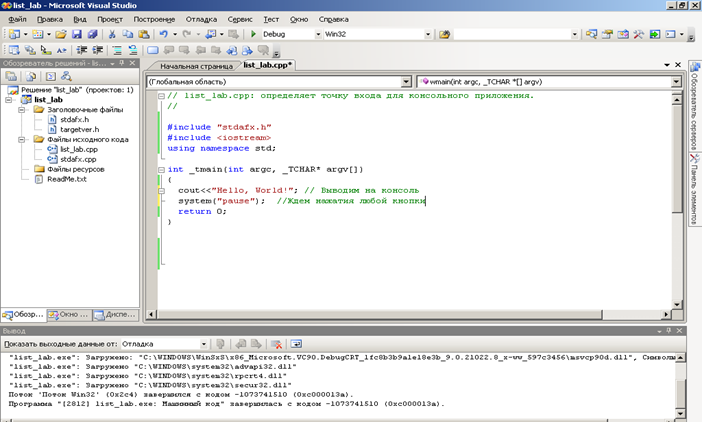 list_lab - Microsoft Visual Studio
Файл Правка Вид Проект Построение Отладка Сервис Тест Окно Справка
Debug Win32
Обозреватель решений - li...
Начальная страница list_lab.cpp*
(Глобальная область) wmain(int argc, _TCHAR *[] argv)
Решение "list_lab" (проектов: 1)
list_lab
Заголовочные файлы
stdafx.h
targetver.h
Файлы исходного кода
list_lab.cpp
stdafx.cpp
Файлы ресурсов
ReadMe.txt
// list_lab.cpp: определяет точку входа для консольного приложения.
//
#include "stdafx.h"
#include <iostream>
using namespace std;
int _tmain(int argc, _TCHAR* argv[])
{
cout<<"Hello, World!"; // Выводим на консоль
system("pause"); //Ждем нажатия любой кнопки
return 0;
}
Обозреватель серверов
Панель элементов
Обозр... Окно ... Диспе...
Вывод
Показать выходные данные от: Отладка
"list_lab.exe": Загружено: "C:\WINDOWS\WinSxS\x86_Microsoft.VC90.DebugCRT_1fc8b3b9a1e18e3b_9.0.21022.8_x-ww_597c3456\msvcp90d.dll", Символы
"list_lab.exe": Загружено "C:\WINDOWS\system32\advapi32.dll"
"list_lab.exe": Загружено "C:\WINDOWS\system32\rpcrt4.dll"
"list_lab.exe": Загружено "C:\WINDOWS\system32\secur32.dll"
Поток 'Поток Win32' (0x2c4) завершился с кодом -1073741510 (0xc000013a).
Программа "[2812] list_lab.exe: Машинный код" завершилась с кодом -1073741510 (0xc000013a).